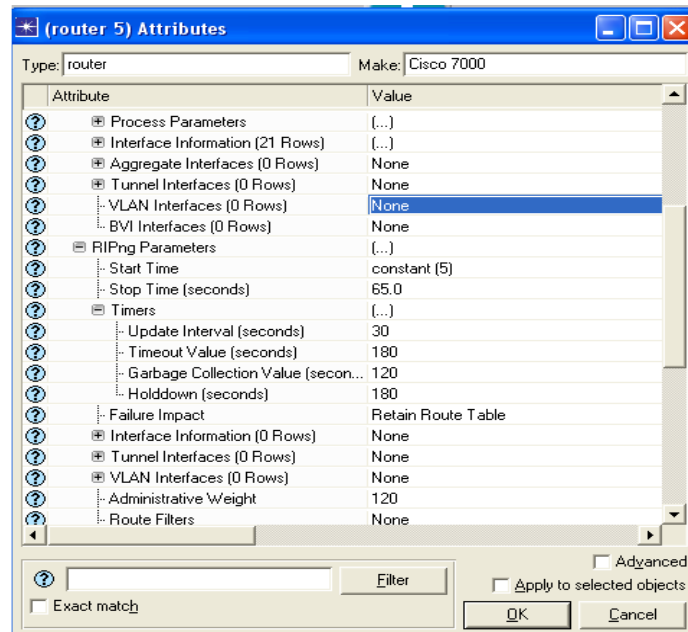 (router 5) Attributes
Type: router Make: Cisco 7000
Attribute Value
Process Parameters (...)
Interface Information (21 Rows) (...)
Aggregate Interfaces (0 Rows) None
Tunnel Interfaces (0 Rows) None
VLAN Interfaces (0 Rows) None
BVI Interfaces (0 Rows) None
RIPng Parameters (...)
Start Time constant (5)
Stop Time (seconds) 65.0
Timers (...)
Update Interval (seconds) 30
Timeout Value (seconds) 180
Garbage Collection Value (secon... 120
Holddown (seconds) 180
Failure Impact Retain Route Table
Interface Information (0 Rows) None
Tunnel Interfaces (0 Rows) None
VLAN Interfaces (0 Rows) None
Administrative Weight 120
Route Filters None
Advanced
Filter Apply to selected objects
Exact match OK Cancel